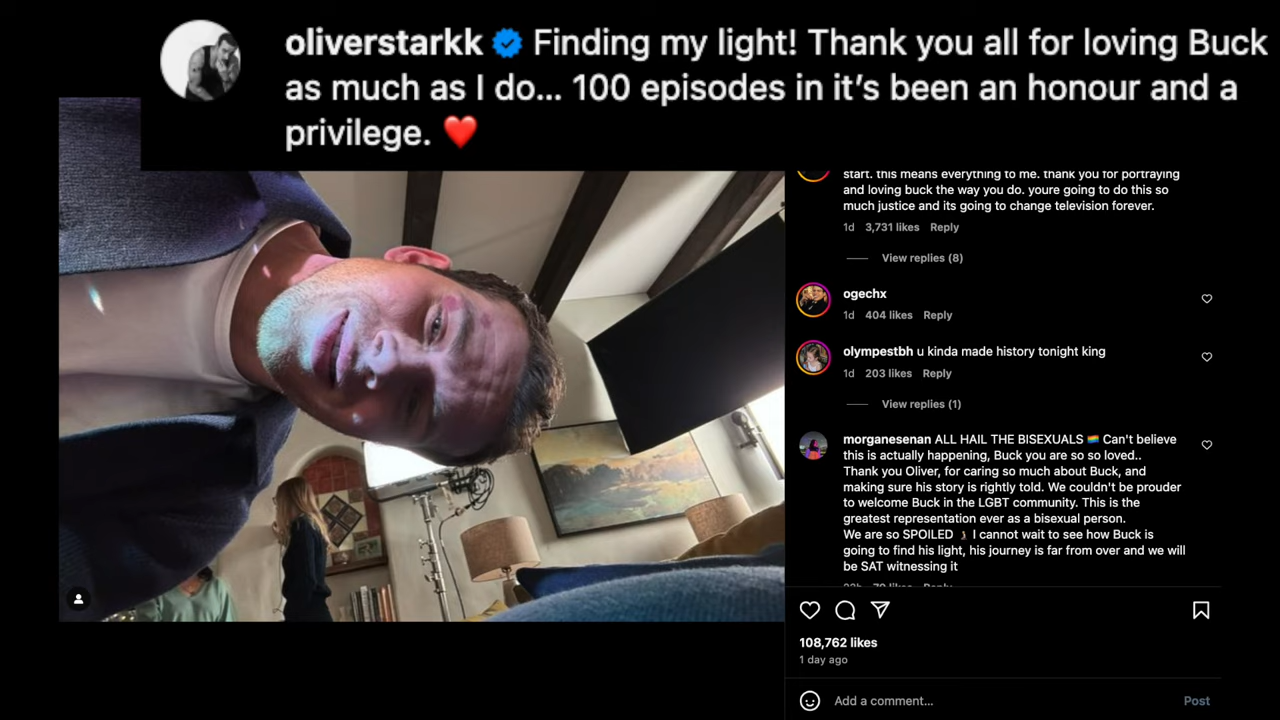 oliverstarkk Finding my light! Thank you all for loving Buck
as much as I do... 100 episodes in it's been an honour and a
privilege. ❤️
start. this means everything to me. thank you for portraying
and loving buck the way you do. youre going to do this so
much justice and its going to change television forever.
1d 3,731 likes Reply
View replies (8)
ogechx
1d 404 likes Reply
olympestbh u kinda made history tonight king
1d 203 likes Reply
View replies (1)
morganesenan ALL HAIL THE BISEXUALS 🏳️‍🌈 Can't believe
this is actually happening, Buck you are so so loved..
Thank you Oliver, for caring so much about Buck, and
making sure his story is rightly told. We couldn't be prouder
to welcome Buck in the LGBT community. This is the
greatest representation ever as a bisexual person.
We are so SPOILED I cannot wait to see how Buck is
going to find his light, his journey is far from over and we will
be SAT witnessing it
108,762 likes
1 day ago
Add a comment...
Post